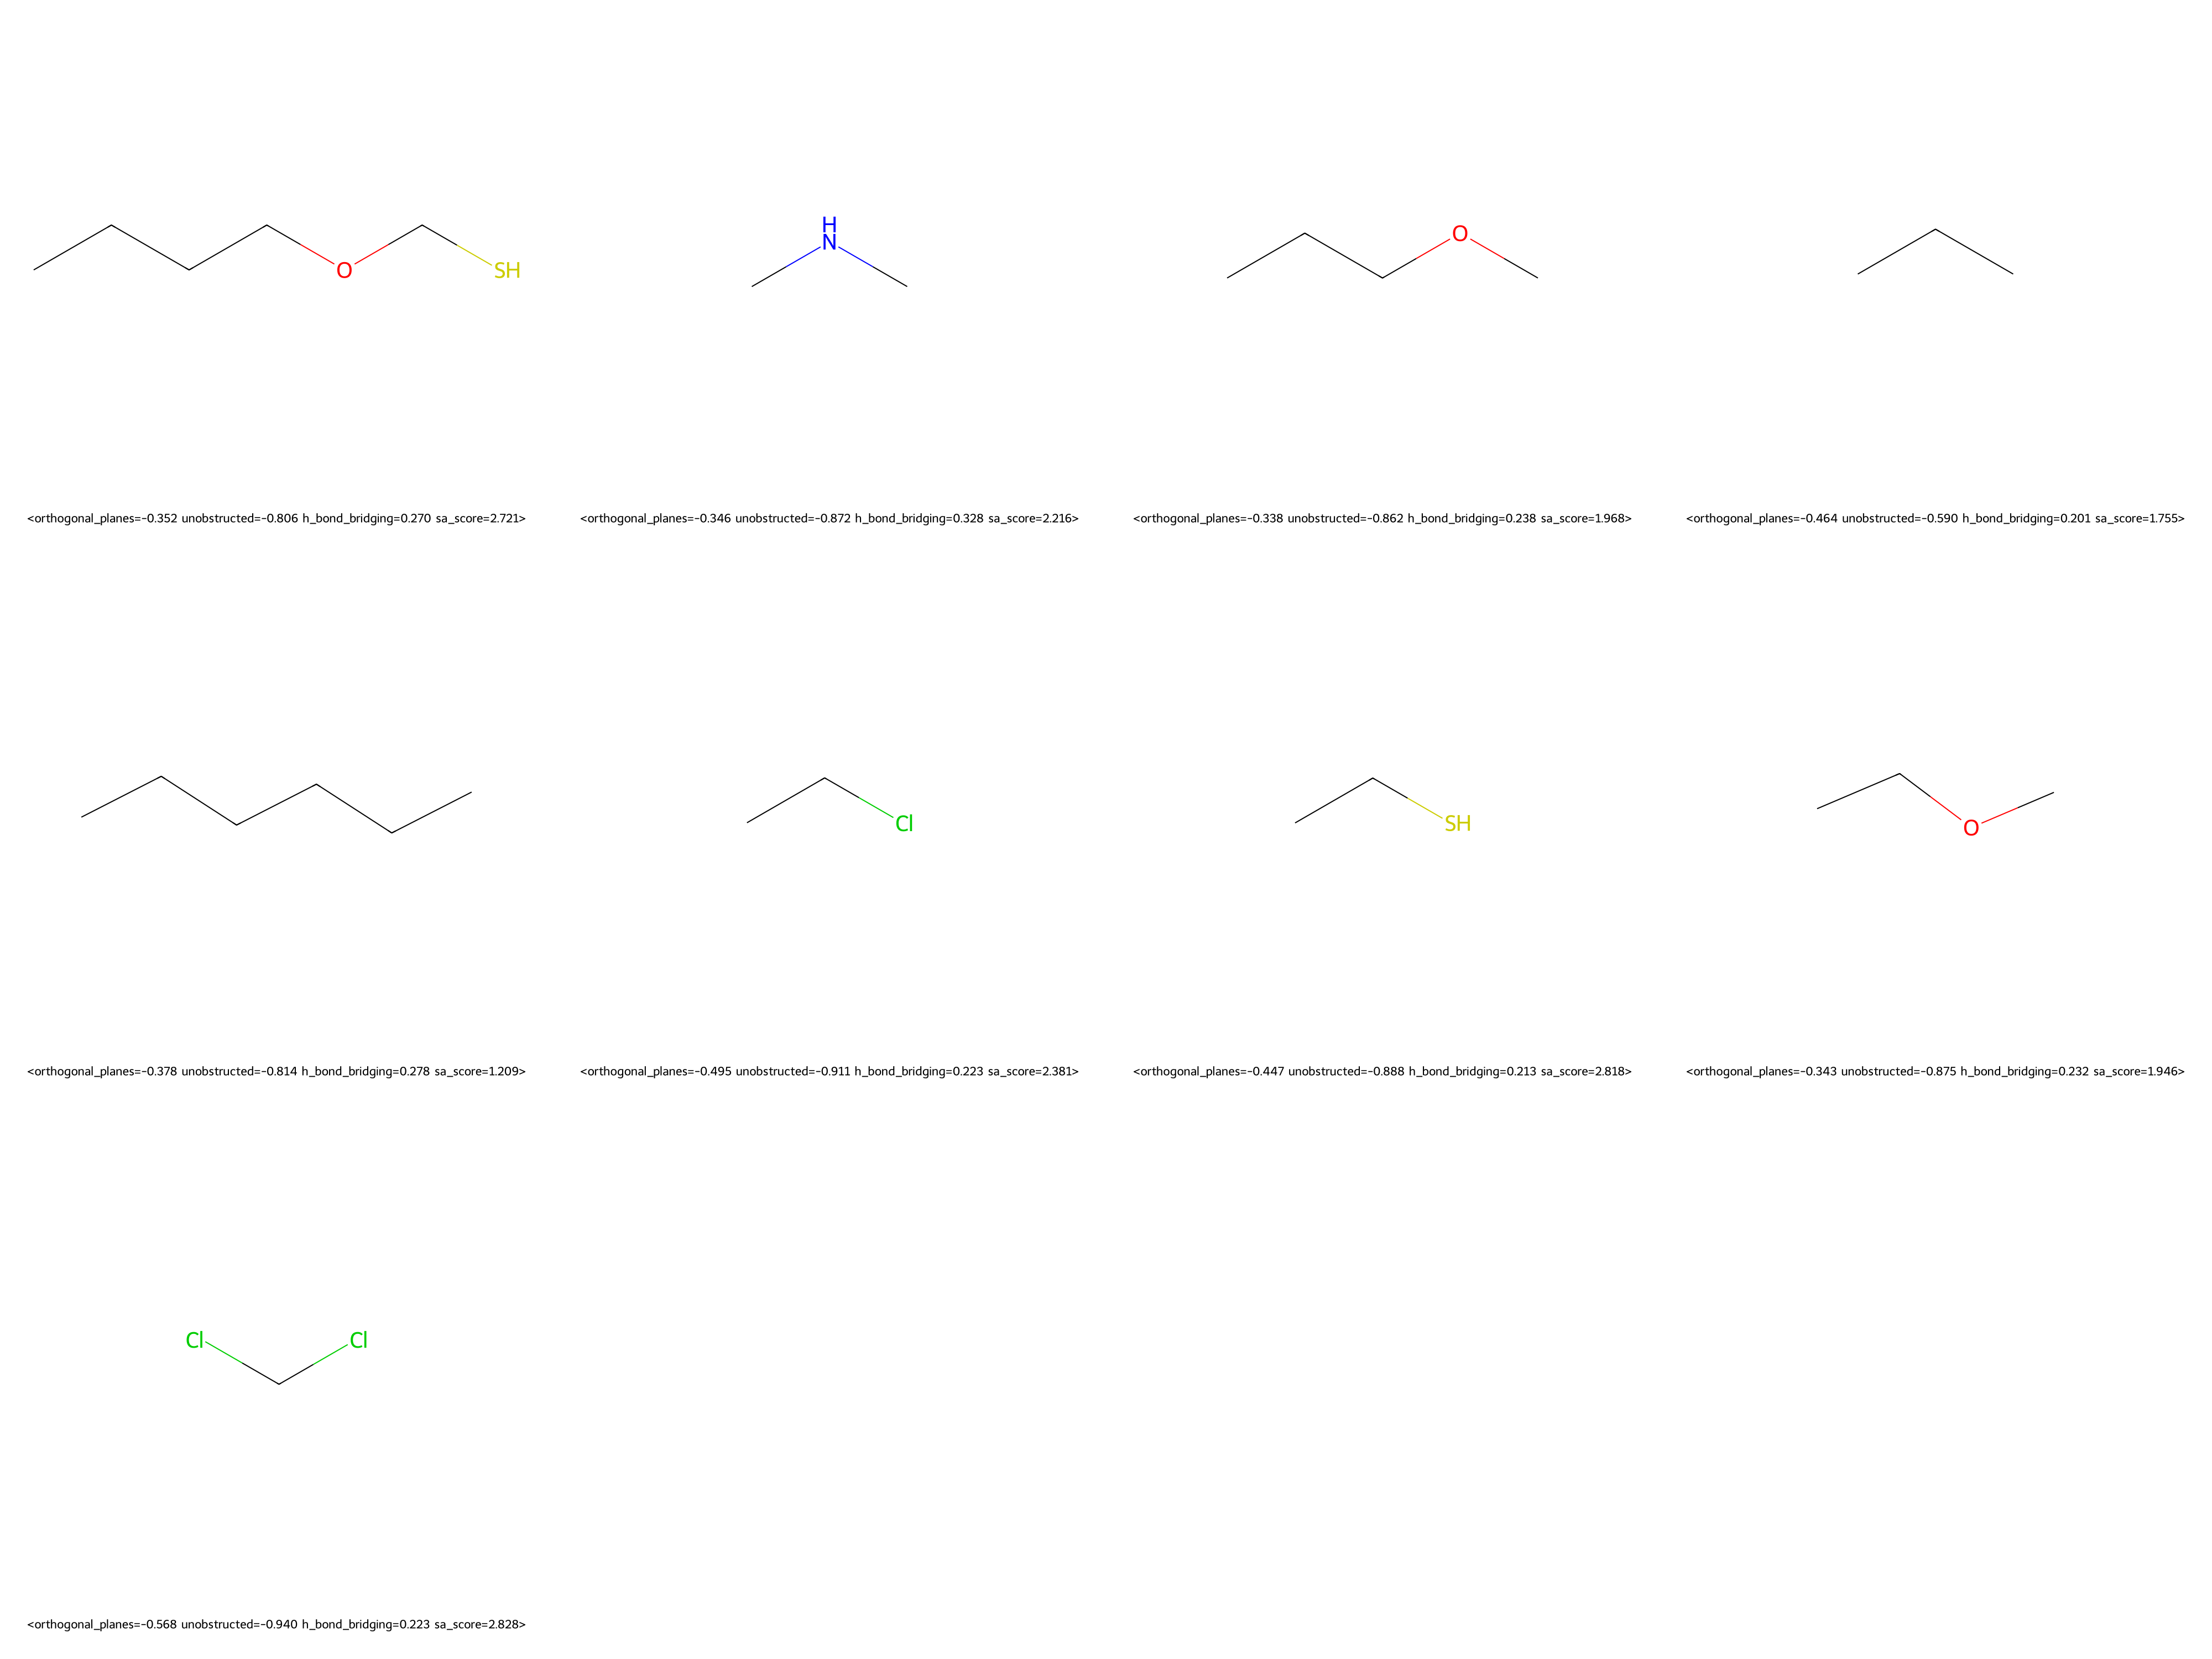 O
SH
H
N
O
<orthogonal_planes=-0.352 unobstructed=-0.806 h_bond_bridging=0.270 sa_score=2.721>
<orthogonal_planes=-0.346 unobstructed=-0.872 h_bond_bridging=0.328 sa_score=2.216>
<orthogonal_planes=-0.338 unobstructed=-0.862 h_bond_bridging=0.238 sa_score=1.968>
<orthogonal_planes=-0.464 unobstructed=-0.590 h_bond_bridging=0.201 sa_score=1.755>
Cl
SH
O
<orthogonal_planes=-0.378 unobstructed=-0.814 h_bond_bridging=0.278 sa_score=1.209>
<orthogonal_planes=-0.495 unobstructed=-0.911 h_bond_bridging=0.223 sa_score=2.381>
<orthogonal_planes=-0.447 unobstructed=-0.888 h_bond_bridging=0.213 sa_score=2.818>
<orthogonal_planes=-0.343 unobstructed=-0.875 h_bond_bridging=0.232 sa_score=1.946>
Cl
Cl
<orthogonal_planes=-0.568 unobstructed=-0.940 h_bond_bridging=0.223 sa_score=2.828>